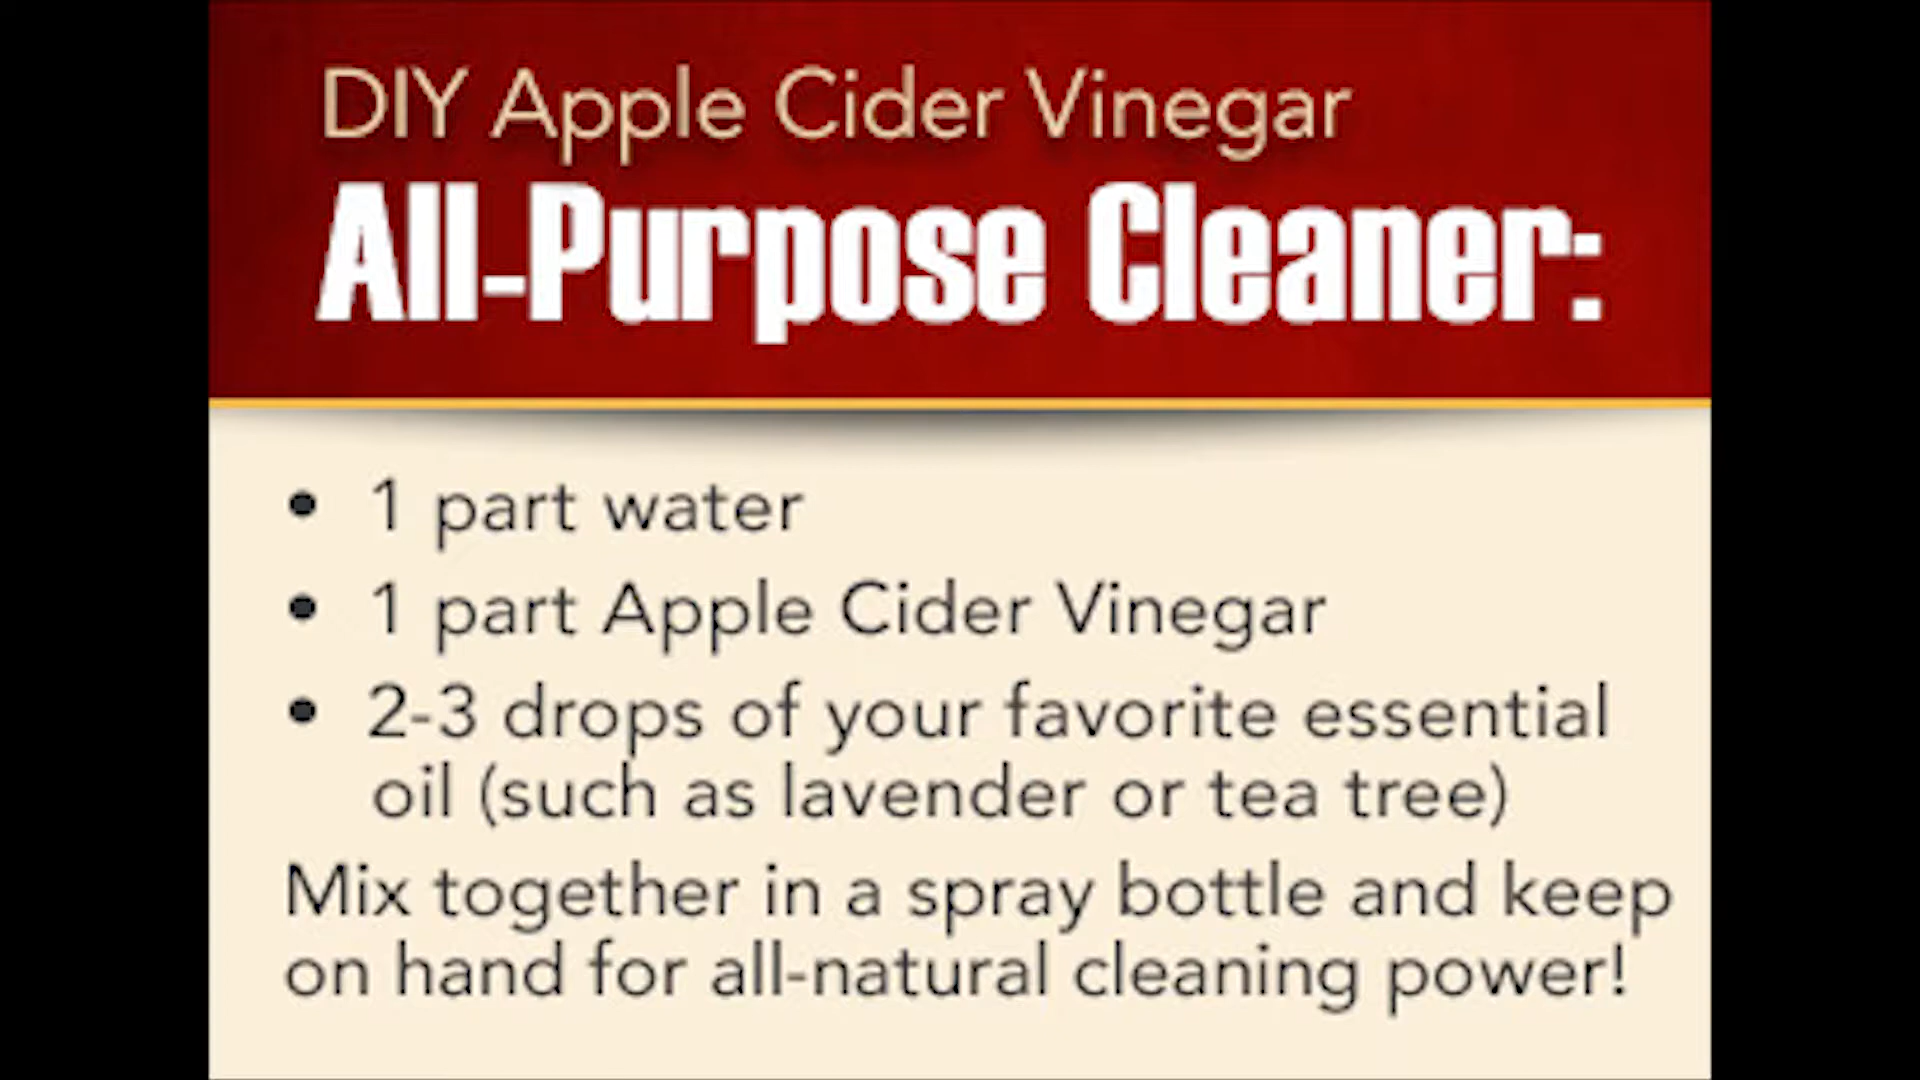 DIY Apple Cider Vinegar
All-Purpose Cleaner:
• 1 part water
• 1 part Apple Cider Vinegar
• 2-3 drops of your favorite essential
oil (such as lavender or tea tree)
Mix together in a spray bottle and keep
on hand for all-natural cleaning power!